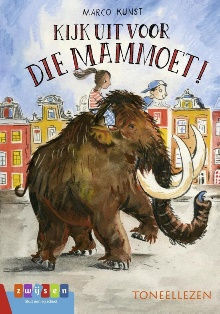 MARCO KUNST
KIJK UIT VOOR
DIE MAMMOET!
zwijsen
TONEELLEZEN